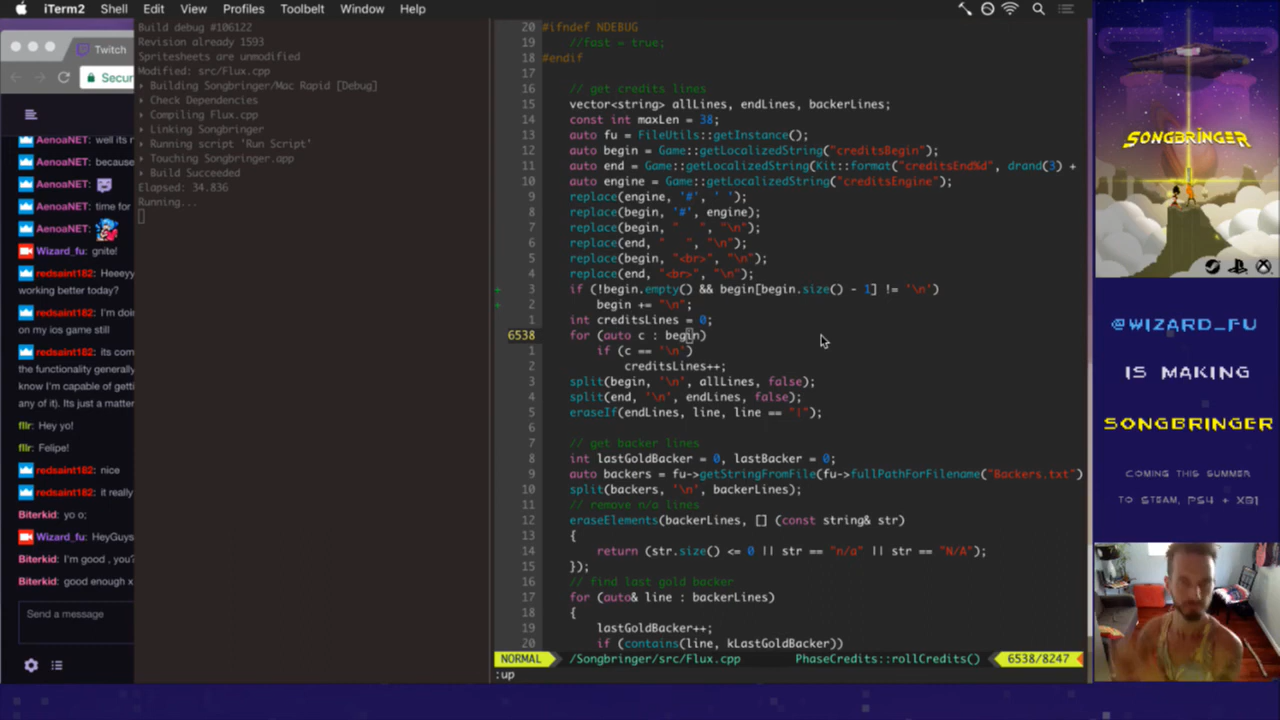 iTerm2 Shell Edit View Profiles Toolbelt Window Help
Twitch
Secur
AenoaNET: well its
AenoaNET: because
AenoaNET:
AenoaNET: time for
AenoaNET:
Wizard_fu: gnite!
redsaint182: Heeeyy
working better today?
redsaint182: I'm doin
on my ios game still
redsaint182: its com
the functionality generally
know I'm capable of getti
any of it). Its just a matter
fllr: Hey yo!
fllr: Felipe!
redsaint182: nice
redsaint182: it really
Biterkid: yo o;
Wizard_fu: HeyGuys
Biterkid: I'm good , you?
Biterkid: good enough x
Send a message
Build debug #106122
Revision already 1593
Spritesheets are unmodified
Modified: src/Flux.cpp
Building Songbringer/Mac Rapid [Debug]
Check Dependencies
Compiling Flux.cpp
Linking Songbringer
Running script 'Run Script'
Touching Songbringer.app
Build Succeeded
Elapsed: 34.836
Running...
20 #ifndef NDEBUG
19 //fast = true;
18 #endif
17
16 // get credits lines
15 vector<string> allLines, endLines, backerLines;
14 const int maxLen = 38;
13 auto fu = FileUtils::getInstance();
12 auto begin = Game::getLocalizedString("creditsBegin");
11 auto end = Game::getLocalizedString(Kit::format("creditsEnd%d", drand(3) +
10 auto engine = Game::getLocalizedString("creditsEngine");
9 replace(engine, '#', ' ');
8 replace(begin, '#', engine);
7 replace(begin, "   ", "\n");
6 replace(end, "   ", "\n");
5 replace(begin, "<br>", "\n");
4 replace(end, "<br>", "\n");
+ 3 if (!begin.empty() && begin[begin.size() - 1] != '\n')
+ 2 begin += "\n";
1 int creditsLines = 0;
6538 for (auto c : begin)
1 if (c == '\n')
2 creditsLines++;
3 split(begin, '\n', allLines, false);
4 split(end, '\n', endLines, false);
5 eraseIf(endLines, line, line == "|");
6
7 // get backer lines
8 int lastGoldBacker = 0, lastBacker = 0;
9 auto backers = fu->getStringFromFile(fu->fullPathForFilename("Backers.txt")
10 split(backers, '\n', backerLines);
11 // remove n/a lines
12 eraseElements(backerLines, [] (const string& str)
13 {
14 return (str.size() <= 0 || str == "n/a" || str == "N/A");
15 });
16 // find last gold backer
17 for (auto& line : backerLines)
18 {
19 lastGoldBacker++;
20 if (contains(line, kLastGoldBacker))
NORMAL /Songbringer/src/Flux.cpp PhaseCredits::rollCredits() 6538/8247
:up
SONGBRINGER
@WIZARD_FU
IS MAKING
SONGBRINGER
COMING THIS SUMMER
TO STEAM, PS4 + XB1